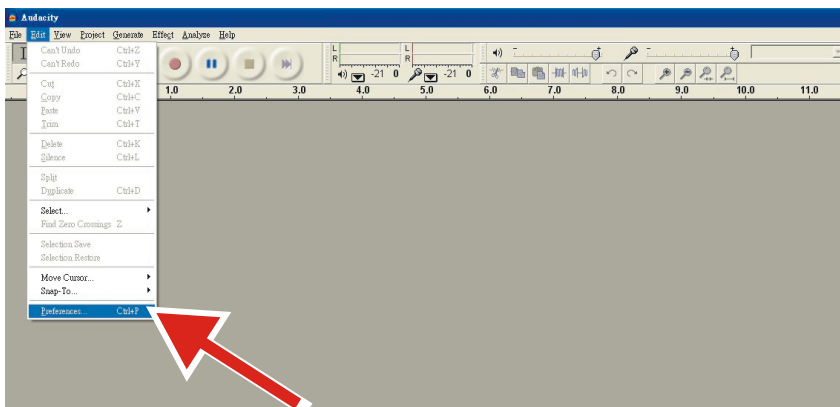 Audacity
File Edit View Project Generate Effect Analyze Help
Can't Undo Ctrl+Z
Can't Redo Ctrl+Y
Cut Ctrl+X
Copy Ctrl+C
Paste Ctrl+V
Trim Ctrl+T
Delete Ctrl+K
Silence Ctrl+L
Split
Duplicate Ctrl+D
Select...
Find Zero Crossings Z
Selection Save
Selection Restore
Move Cursor...
Snap-To...
Preferences... Ctrl+P
L L
R R
-21 0 -21 0
1.0 2.0 3.0 4.0 5.0 6.0 7.0 8.0 9.0 10.0 11.0